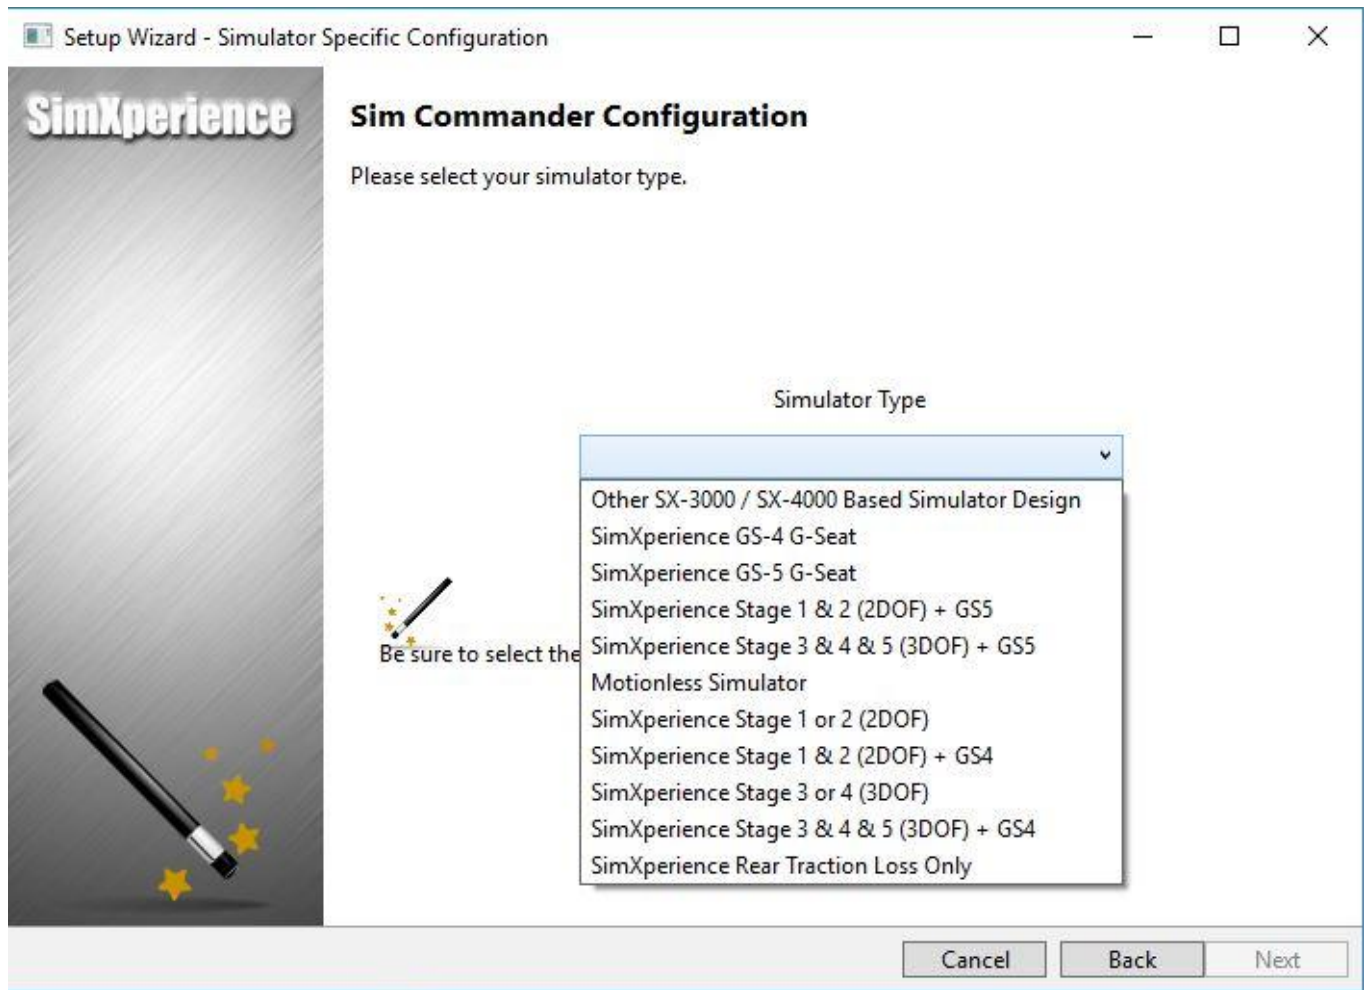 Setup Wizard - Simulator Specific Configuration
SimXperience
Sim Commander Configuration
Please select your simulator type.
Simulator Type
Other SX-3000 / SX-4000 Based Simulator Design
SimXperience GS-4 G-Seat
SimXperience GS-5 G-Seat
SimXperience Stage 1 & 2 (2DOF) + GS5
SimXperience Stage 3 & 4 & 5 (3DOF) + GS5
Motionless Simulator
SimXperience Stage 1 or 2 (2DOF)
SimXperience Stage 1 & 2 (2DOF) + GS4
SimXperience Stage 3 or 4 (3DOF)
SimXperience Stage 3 & 4 & 5 (3DOF) + GS4
SimXperience Rear Traction Loss Only
Be sure to select the
Cancel
Back
Next